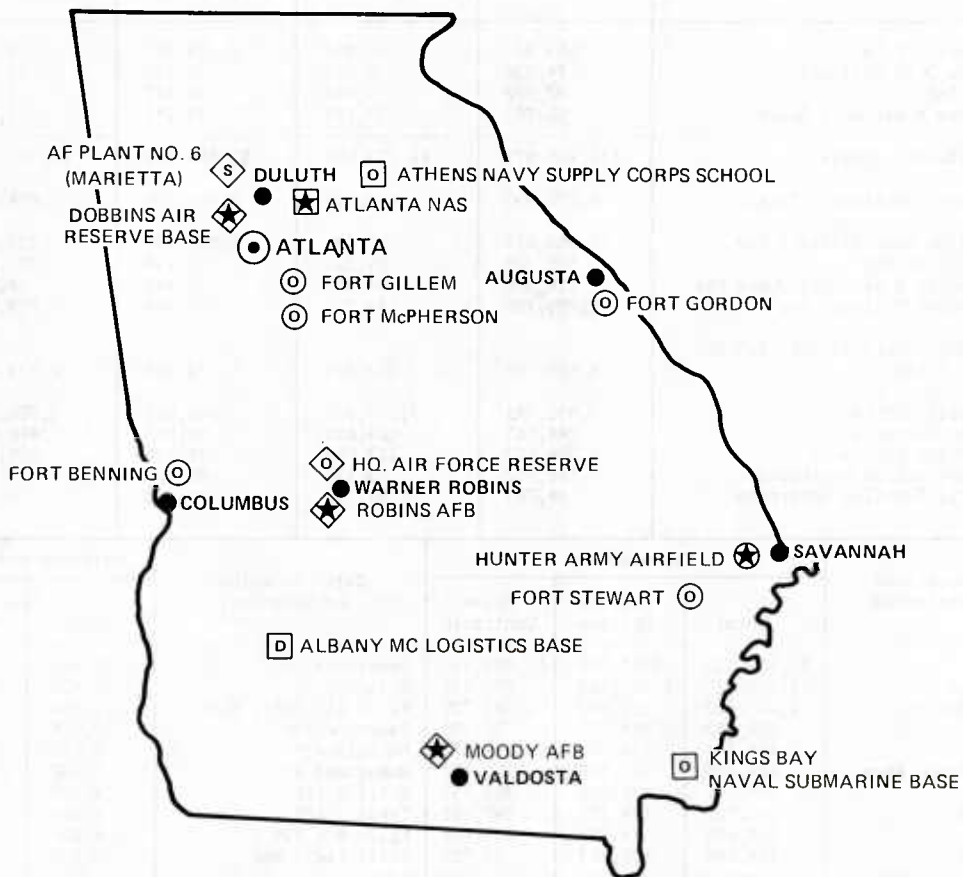 AF PLANT NO. 6
(MARIETTA)
S
DULUTH
O
ATHENS NAVY SUPPLY CORPS SCHOOL
DOBBINS AIR
RESERVE BASE
ATLANTA NAS
ATLANTA
O
FORT GILLEM
O
FORT McPHERSON
AUGUSTA
O
FORT GORDON
FORT BENNING
O
COLUMBUS
O
HQ. AIR FORCE RESERVE
WARNER ROBINS
ROBINS AFB
HUNTER ARMY AIRFIELD
SAVANNAH
FORT STEWART
O
D
ALBANY MC LOGISTICS BASE
MOODY AFB
VALDOSTA
O
KINGS BAY
NAVAL SUBMARINE BASE